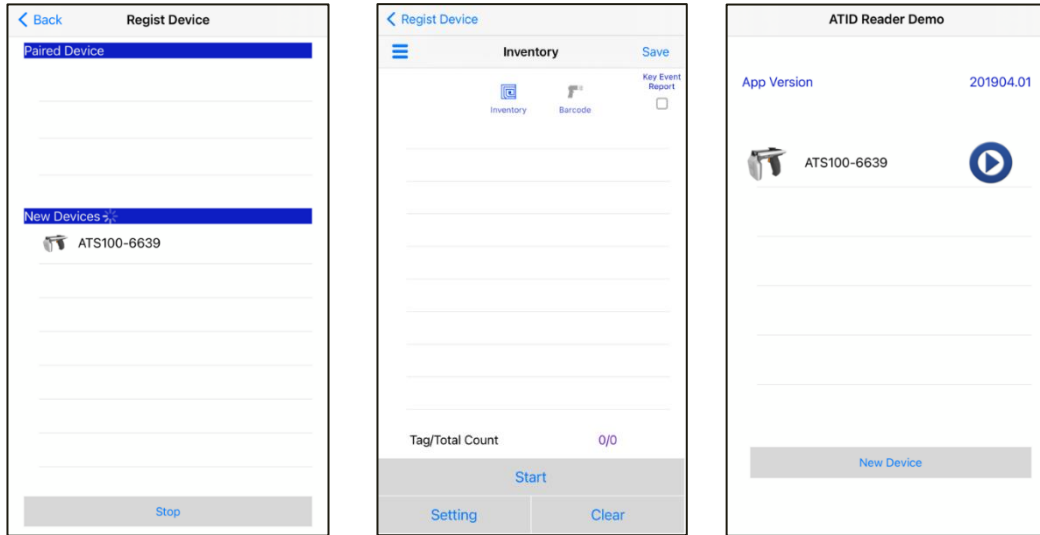 Back
Regist Device
Paired Device
New Devices
ATS100-6639
Stop
Regist Device
Inventory
Save
Inventory
Barcode
Key Event
Report
Tag/Total Count
0/0
Start
Setting
Clear
ATID Reader Demo
App Version
201904.01
ATS100-6639
New Device